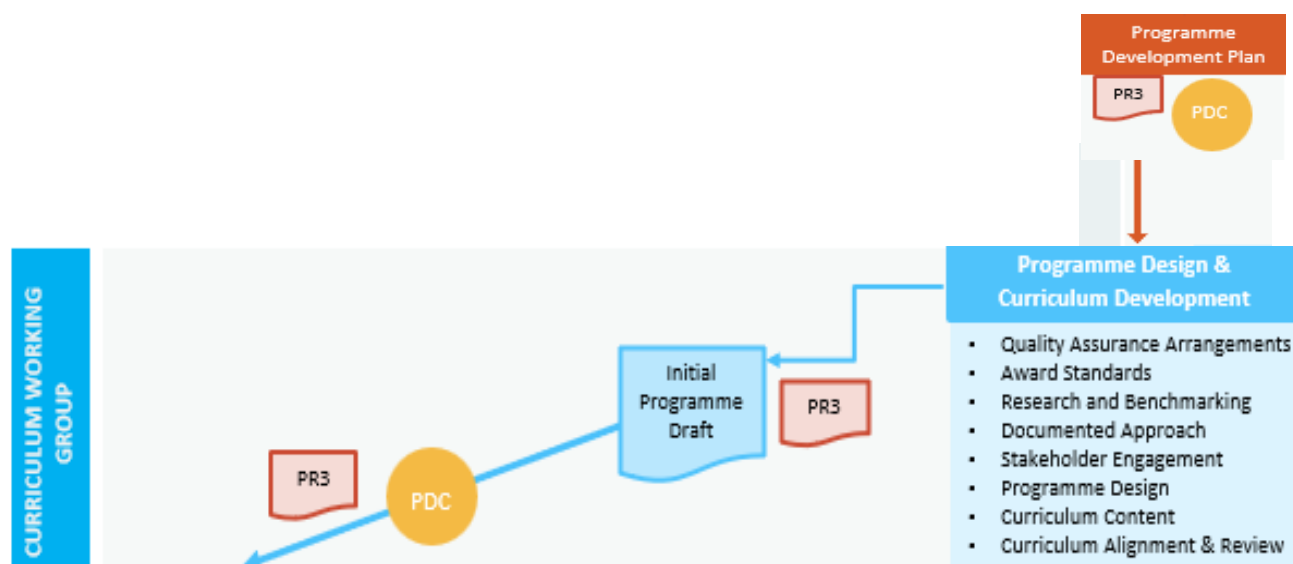 Programme
Development Plan
PR3
PDC
CURRICULUM WORKING
GROUP
Programme Design &
Curriculum Development
▪ Quality Assurance Arrangements
▪ Award Standards
▪ Research and Benchmarking
▪ Documented Approach
▪ Stakeholder Engagement
▪ Programme Design
▪ Curriculum Content
▪ Curriculum Alignment & Review
Initial
Programme
Draft
PR3
PR3
PDC